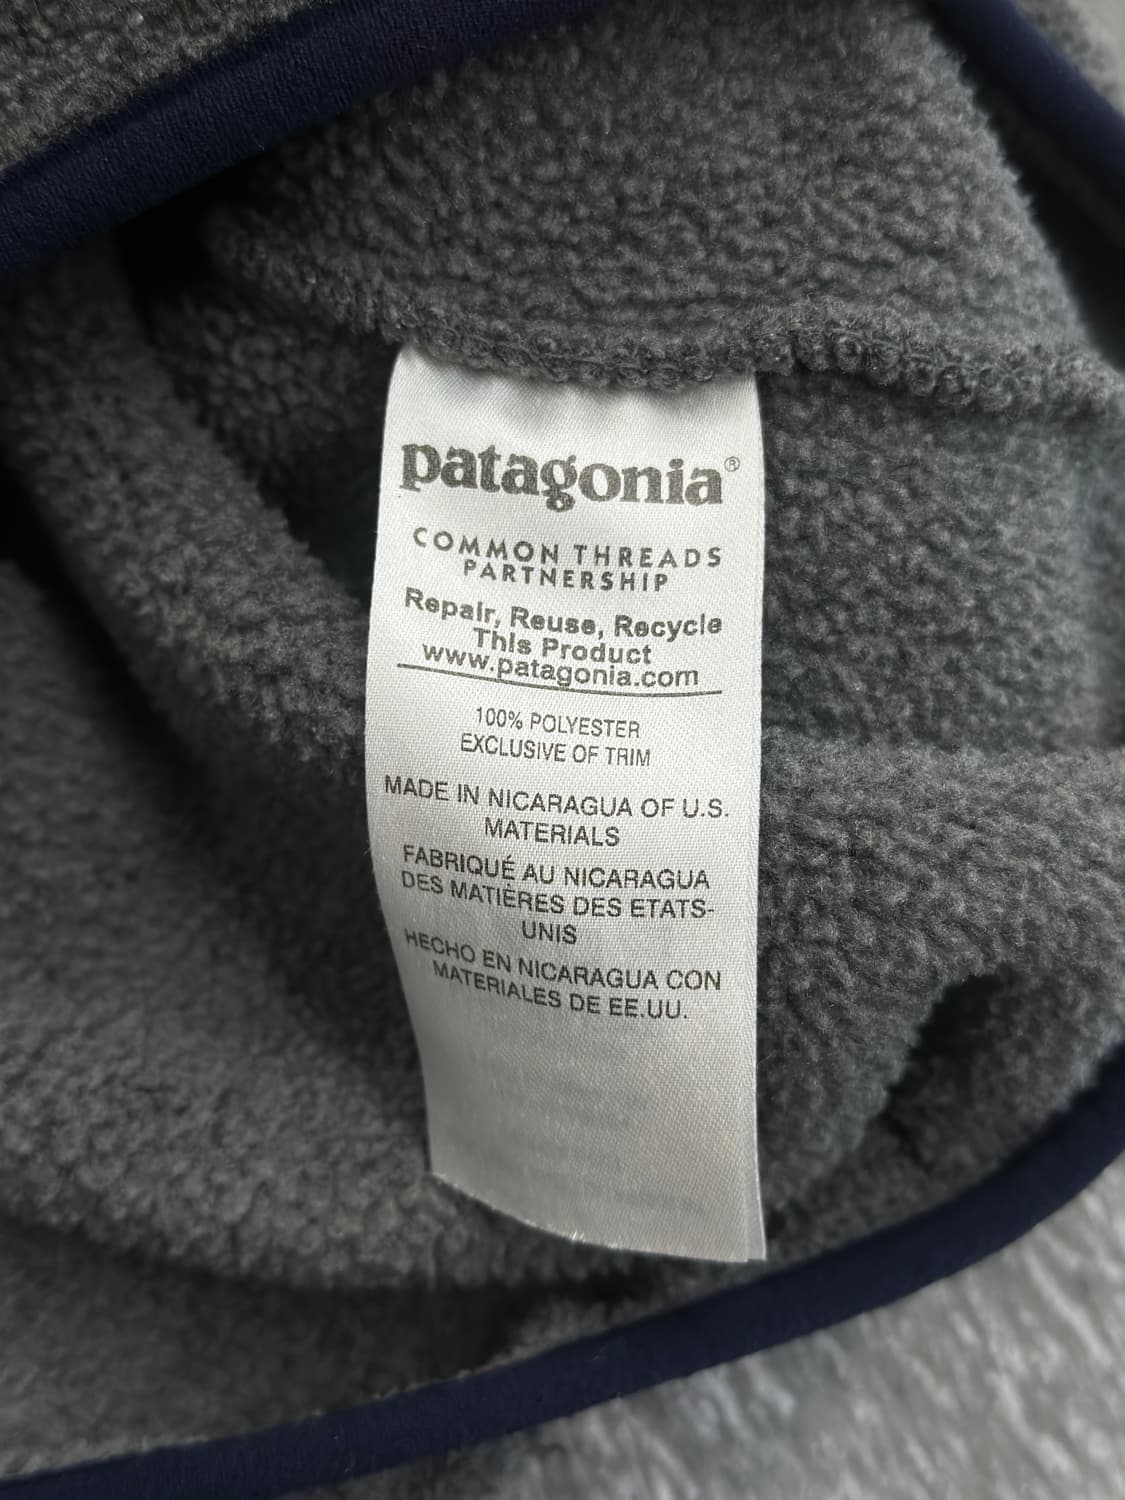 patagonia®
COMMON THREADS
PARTNERSHIP
Repair, Reuse, Recycle
This Product
www.patagonia.com
100% POLYESTER
EXCLUSIVE OF TRIM
MADE IN NICARAGUA OF U.S.
MATERIALS
FABRIQUÉ AU NICARAGUA
DES MATIÈRES DES ETATS-
UNIS
HECHO EN NICARAGUA CON
MATERIALES DE EE.UU.